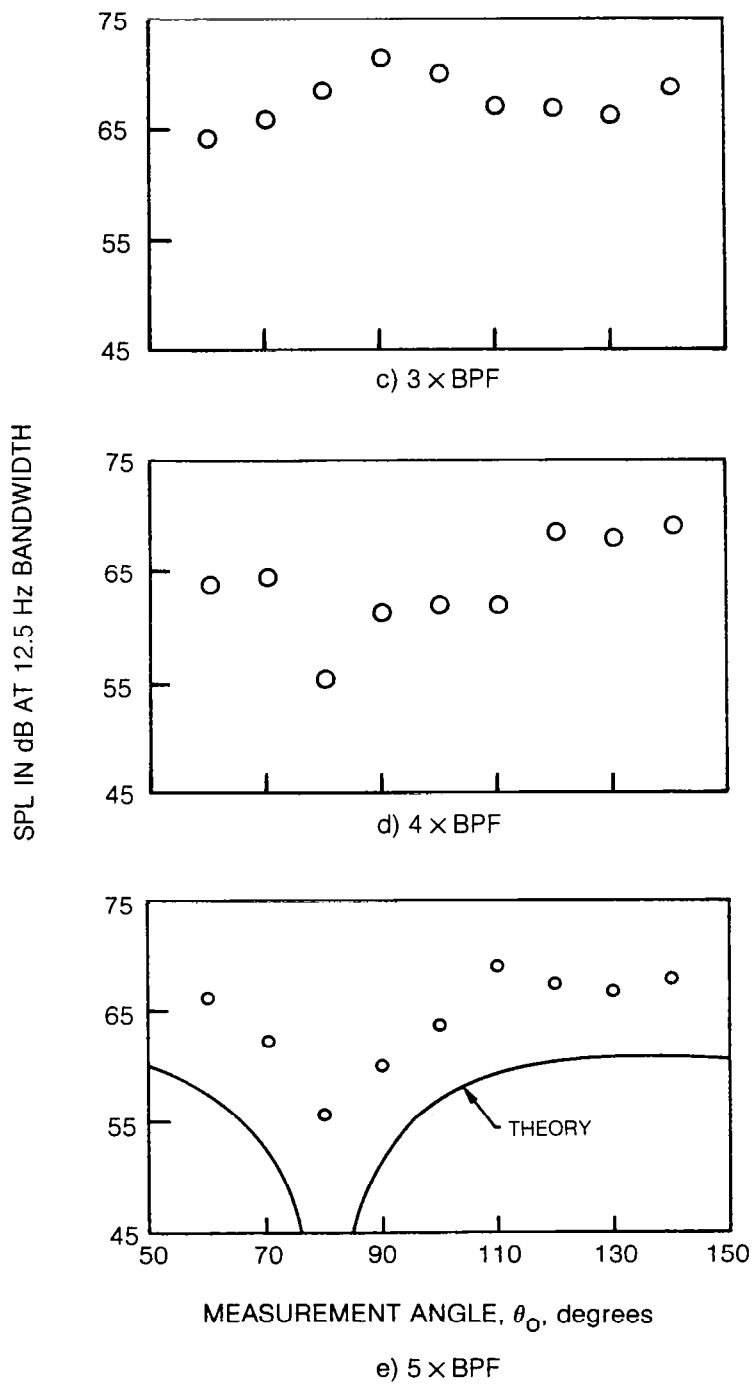 75
65
55
45
c) 3 × BPF
SPL IN dB AT 12.5 Hz BANDWIDTH
75
65
55
45
d) 4 × BPF
75
65
55
45
THEORY
50 70 90 110 130 150
MEASUREMENT ANGLE, θo, degrees
e) 5 × BPF